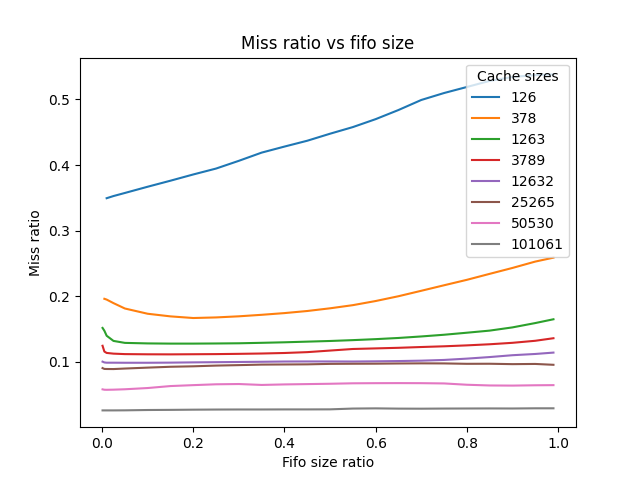 Miss ratio vs fifo size
Cache sizes
126
378
1263
3789
12632
25265
50530
101061
Miss ratio
0.5
0.4
0.3
0.2
0.1
0.0 0.2 0.4 0.6 0.8 1.0
Fifo size ratio